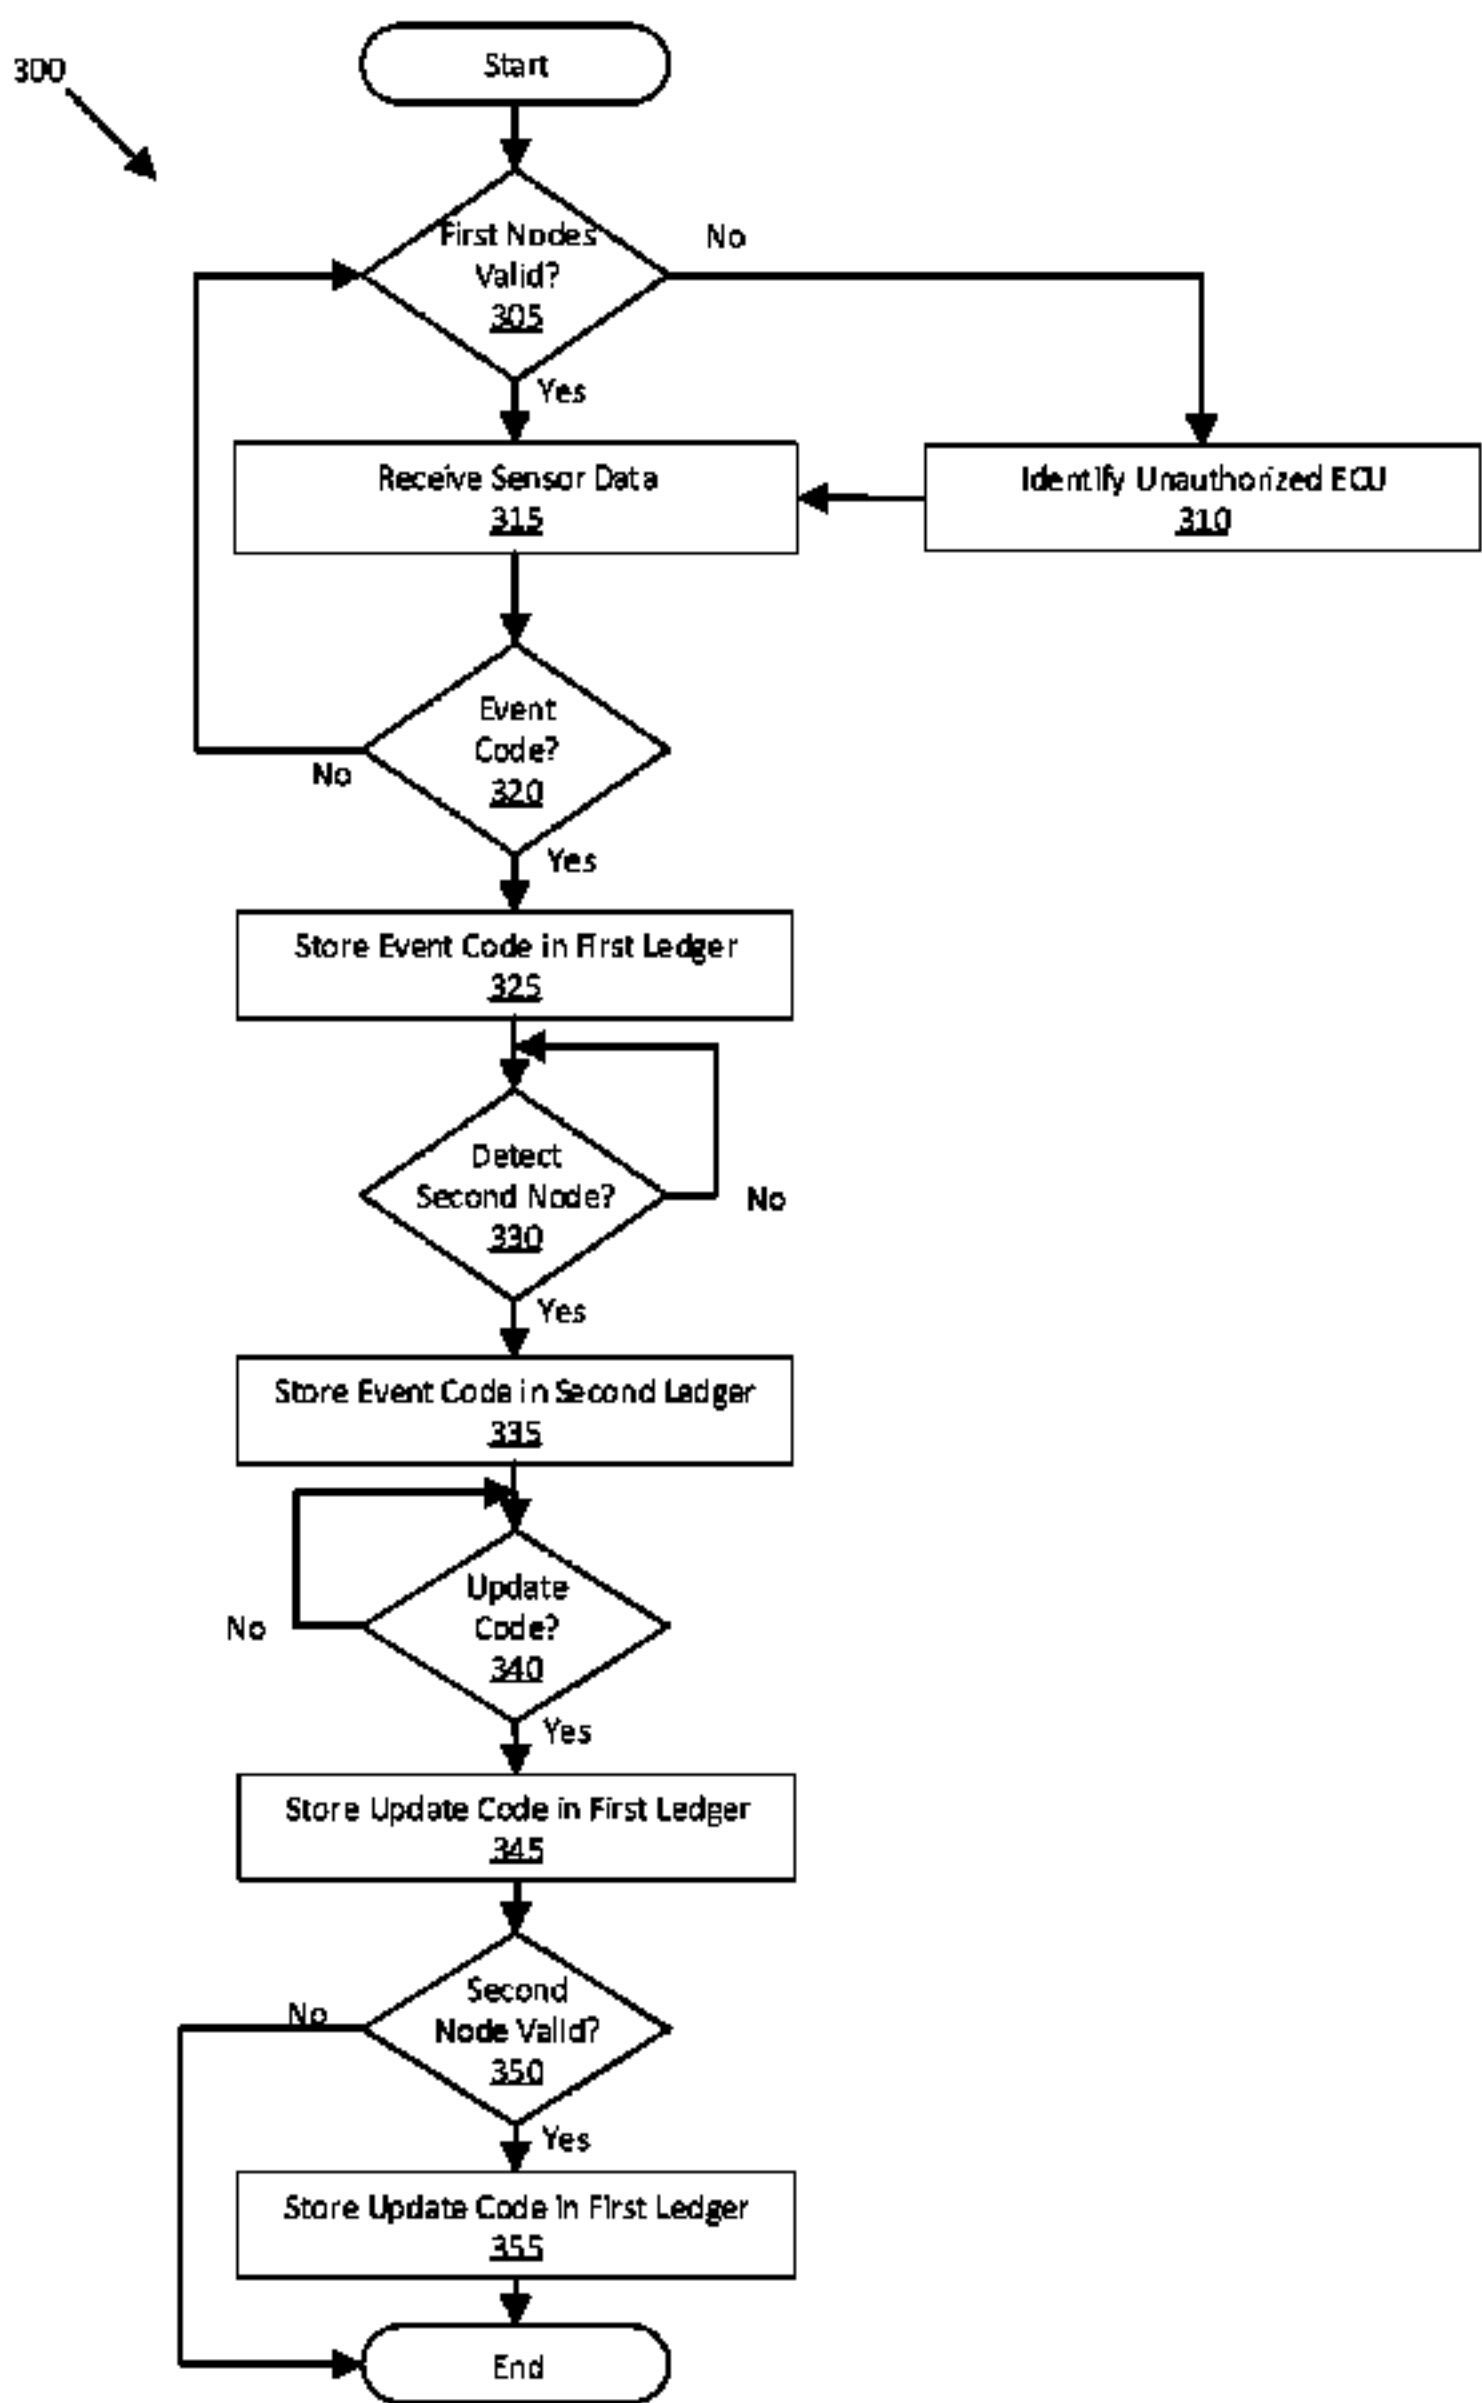 300
Start
First Nodes
Valid?
305
No
Yes
Receive Sensor Data
315
Identify Unauthorized ECU
310
Event
Code?
320
No
Yes
Store Event Code in First Ledger
325
Detect
Second Node?
330
No
Yes
Store Event Code in Second Ledger
335
Update
Code?
340
No
Yes
Store Update Code in First Ledger
345
Second
Node Valid?
350
No
Yes
Store Update Code in First Ledger
355
End